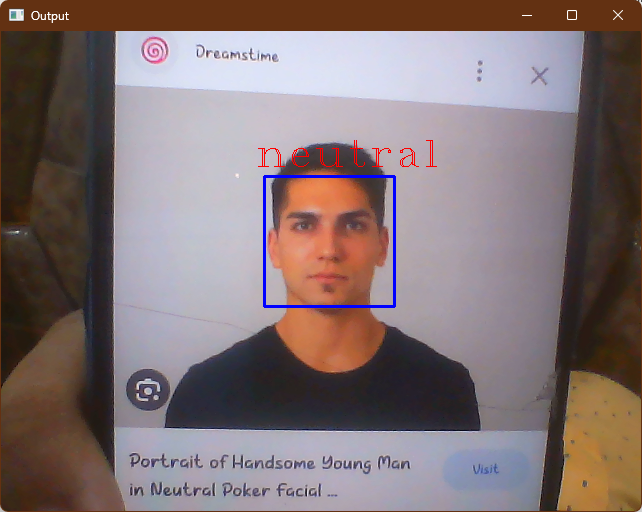 Output
Dreamstime
neutral
Portrait of Handsome Young Man
in Neutral Poker Facial ...
Visit